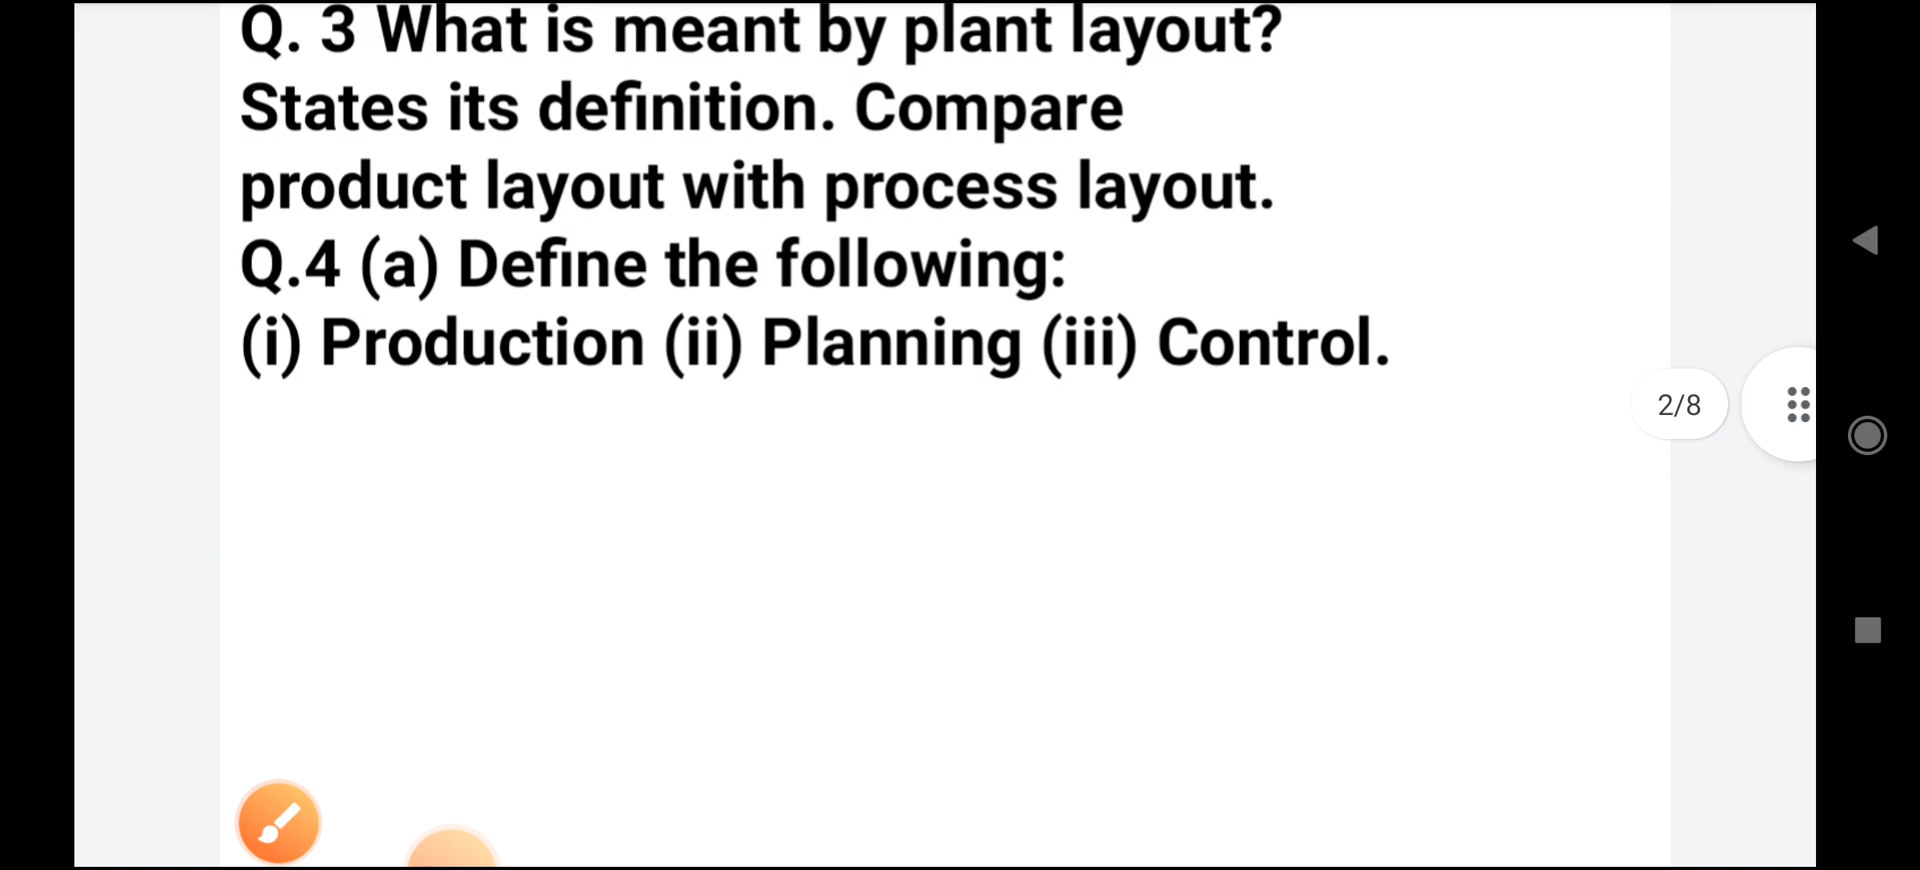 Q. 3 What is meant by plant layout?
States its definition. Compare
product layout with process layout.
Q.4 (a) Define the following:
(i) Production (ii) Planning (iii) Control.
2/8